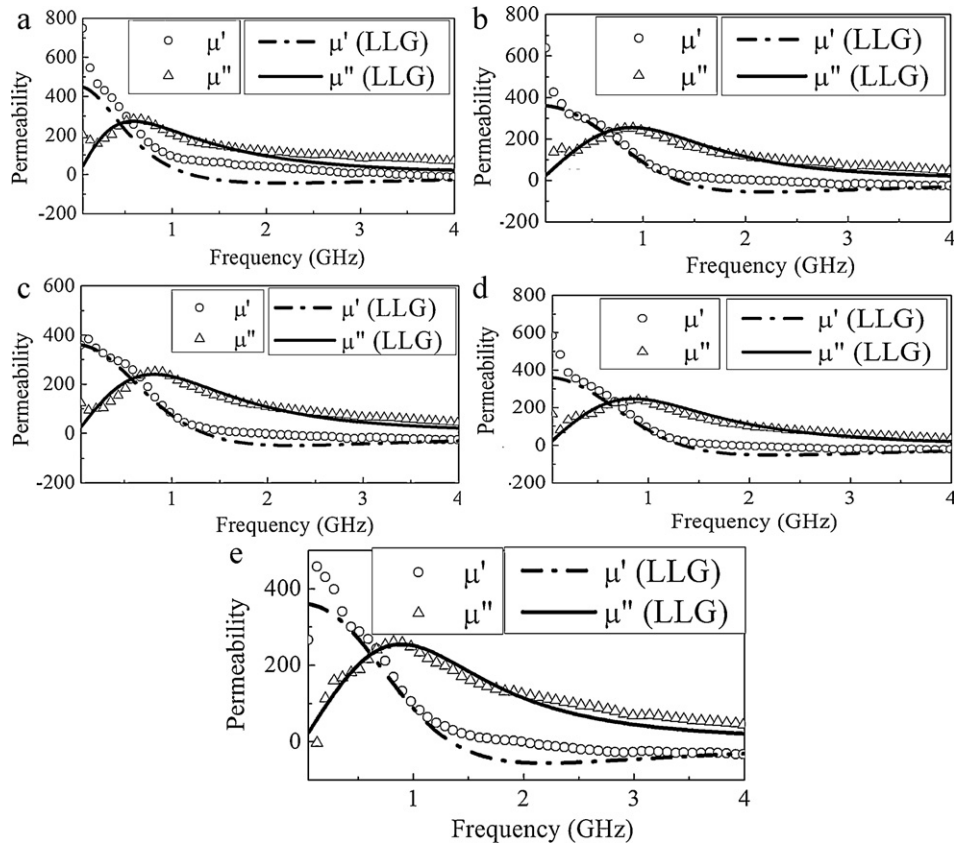 a
800
600
400
200
0
-200
Permeability
μ' μ' (LLG)
μ" μ" (LLG)
1 2 3 4
Frequency (GHz)
b
800
600
400
200
0
-200
Permeability
μ' μ' (LLG)
μ" μ" (LLG)
1 2 3 4
Frequency (GHz)
c
600
400
200
0
-200
Permeability
μ' μ' (LLG)
μ" μ" (LLG)
1 2 3 4
Frequency (GHz)
d
800
600
400
200
0
-200
Permeability
μ' μ' (LLG)
μ" μ" (LLG)
1 2 3 4
Frequency (GHz)
e
400
200
0
Permeability
μ' μ' (LLG)
μ" μ" (LLG)
1 2 3 4
Frequency (GHz)